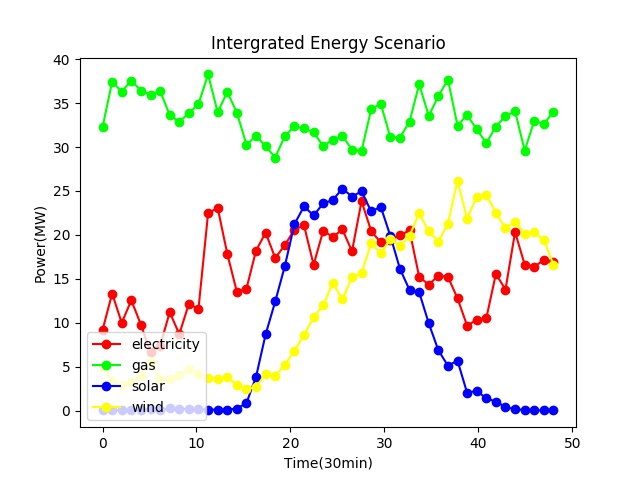 Intergrated Energy Scenario
40
35
30
25
20
15
10
5
0
Power(MW)
electricity
gas
solar
wind
0 10 20 30 40 50
Time(30min)